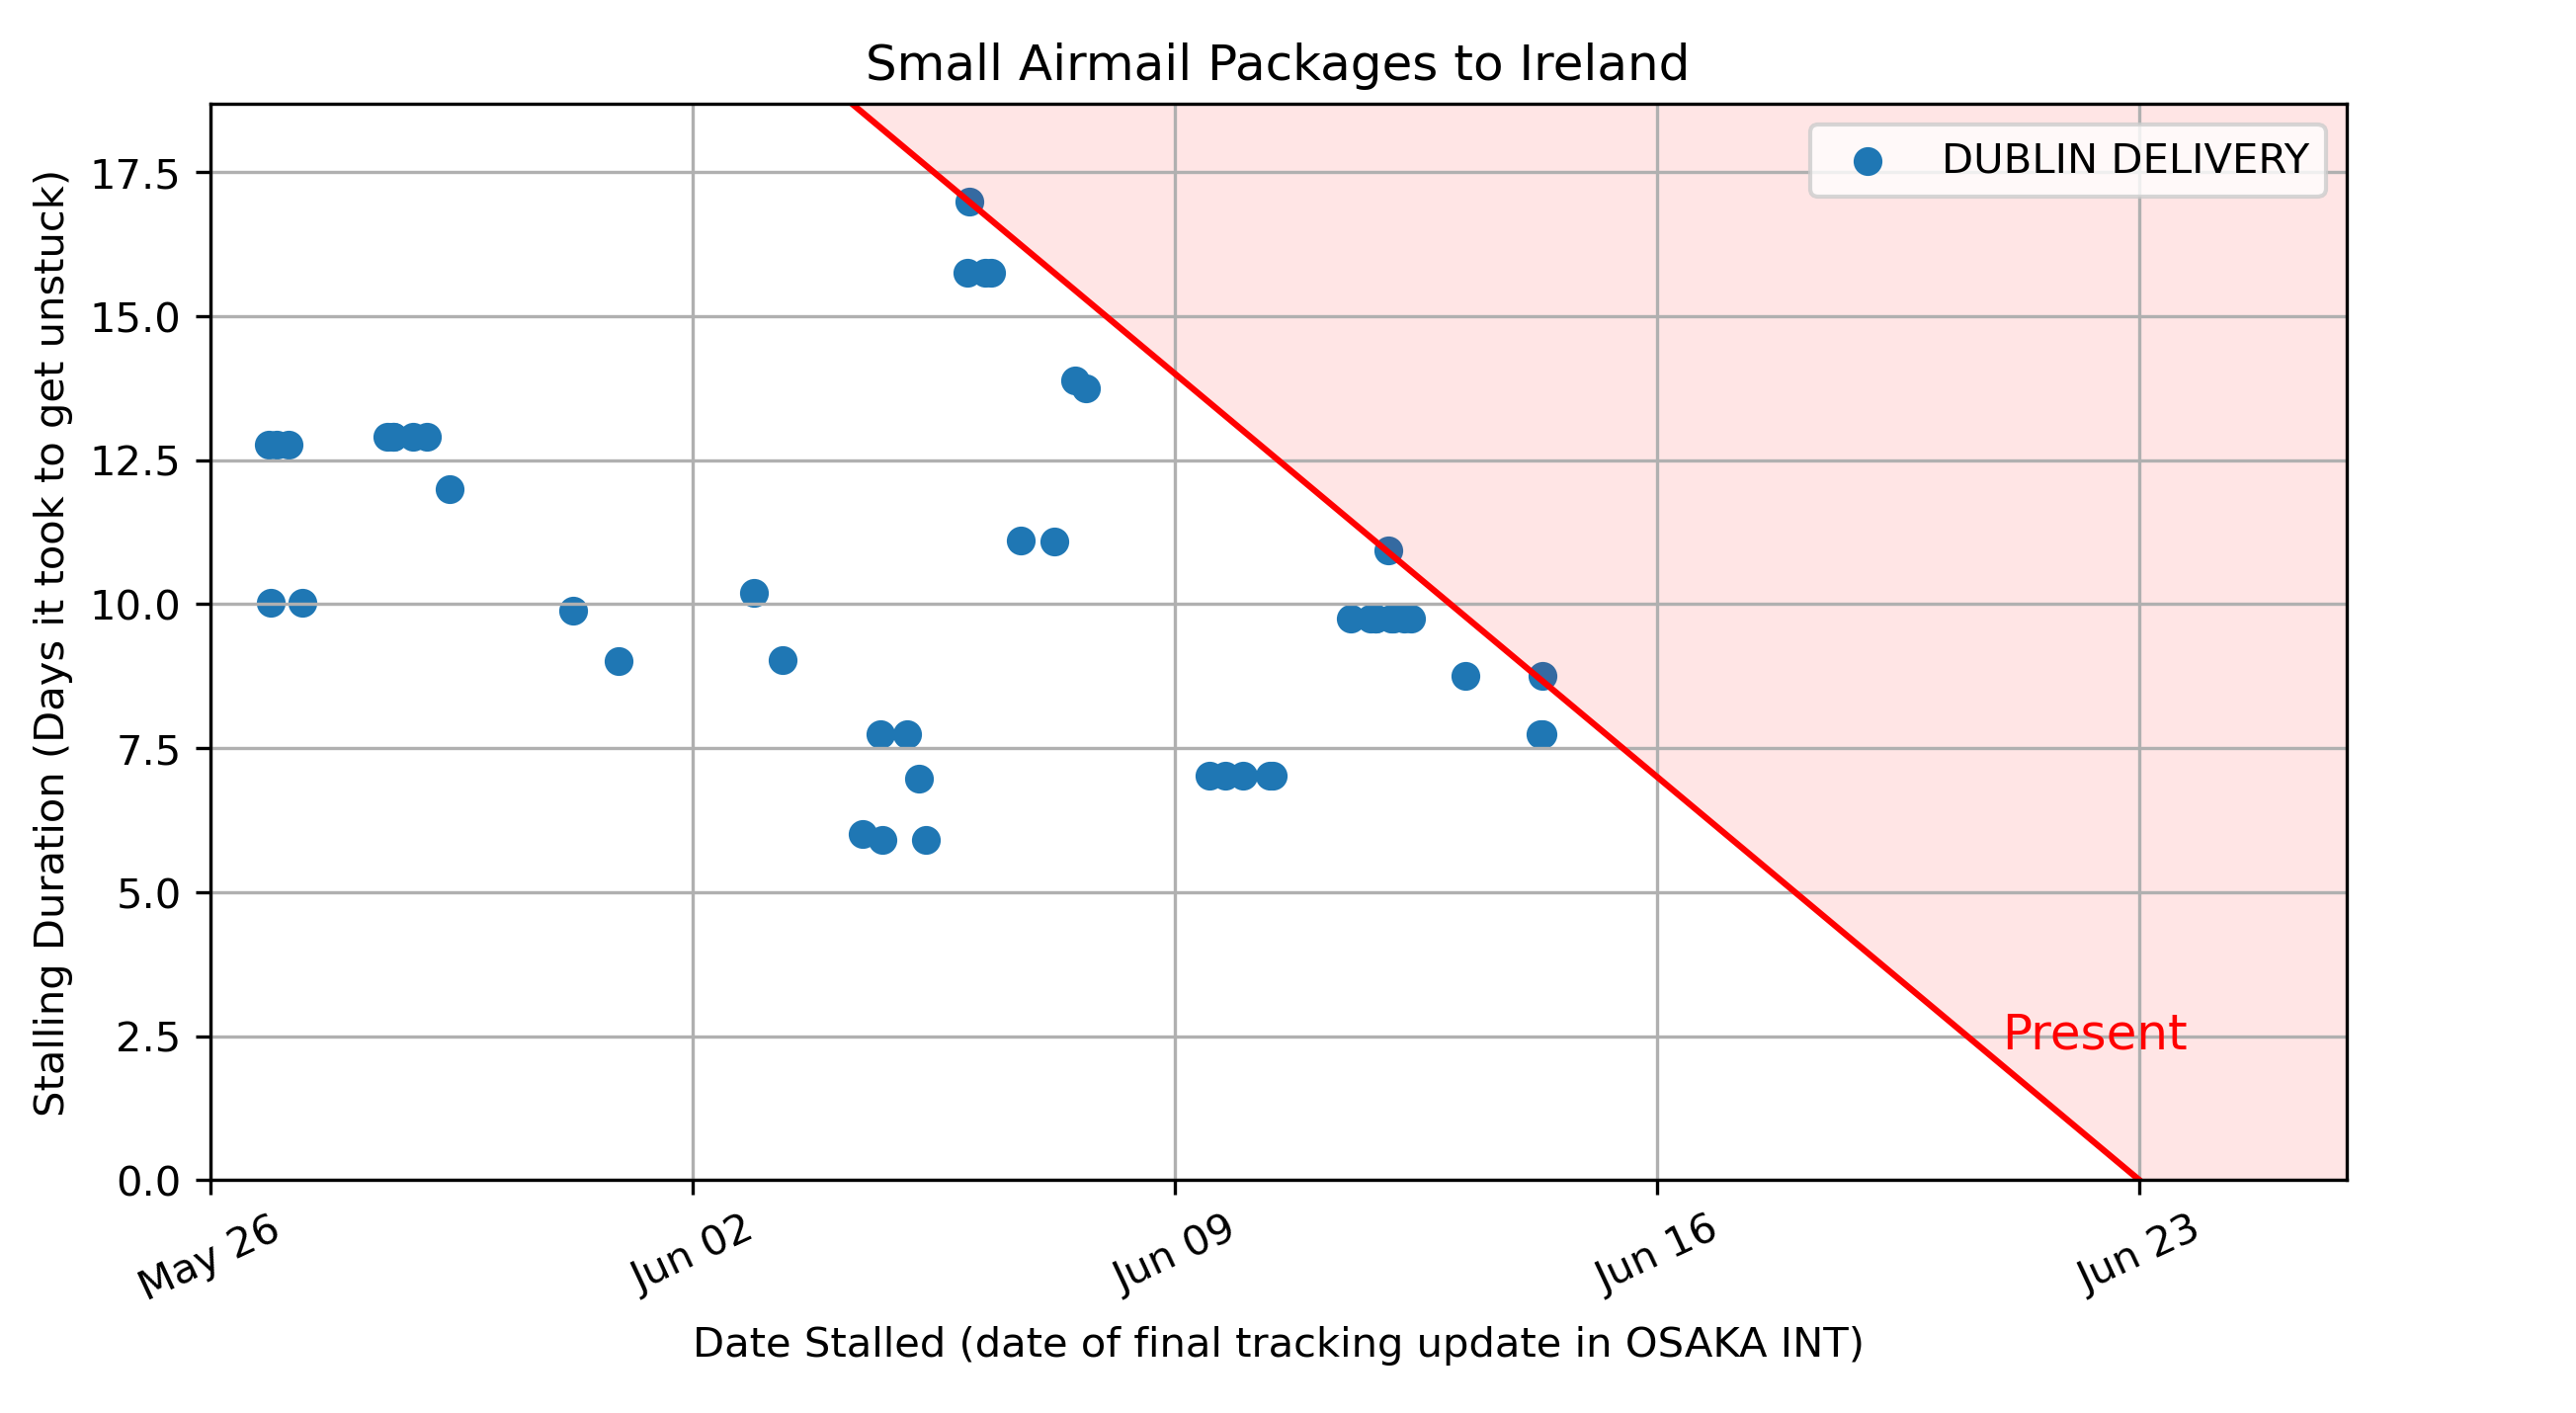 Small Airmail Packages to Ireland
DUBLIN DELIVERY
Stalling Duration (Days it took to get unstuck)
17.5
15.0
12.5
10.0
7.5
5.0
2.5
0.0
Present
May 26
Jun 02
Jun 09
Jun 16
Jun 23
Date Stalled (date of final tracking update in OSAKA INT)